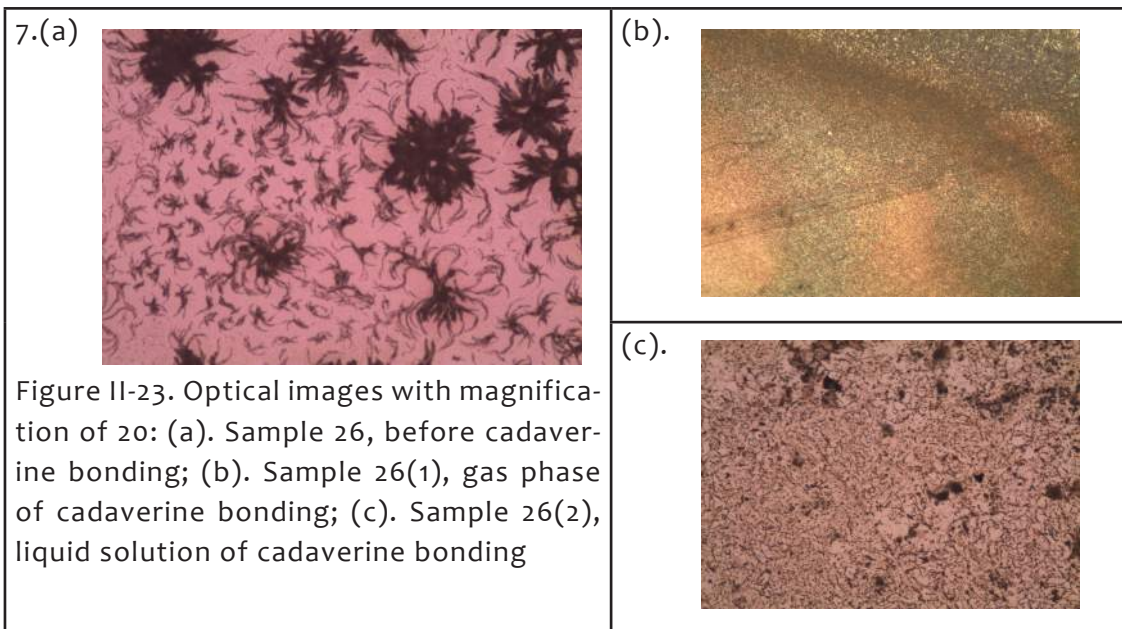 7.(a)
Figure II-23. Optical images with magnifica-
tion of 20: (a). Sample 26, before cadaver-
ine bonding; (b). Sample 26(1), gas phase
of cadaverine bonding; (c). Sample 26(2),
liquid solution of cadaverine bonding
(b).
(c).